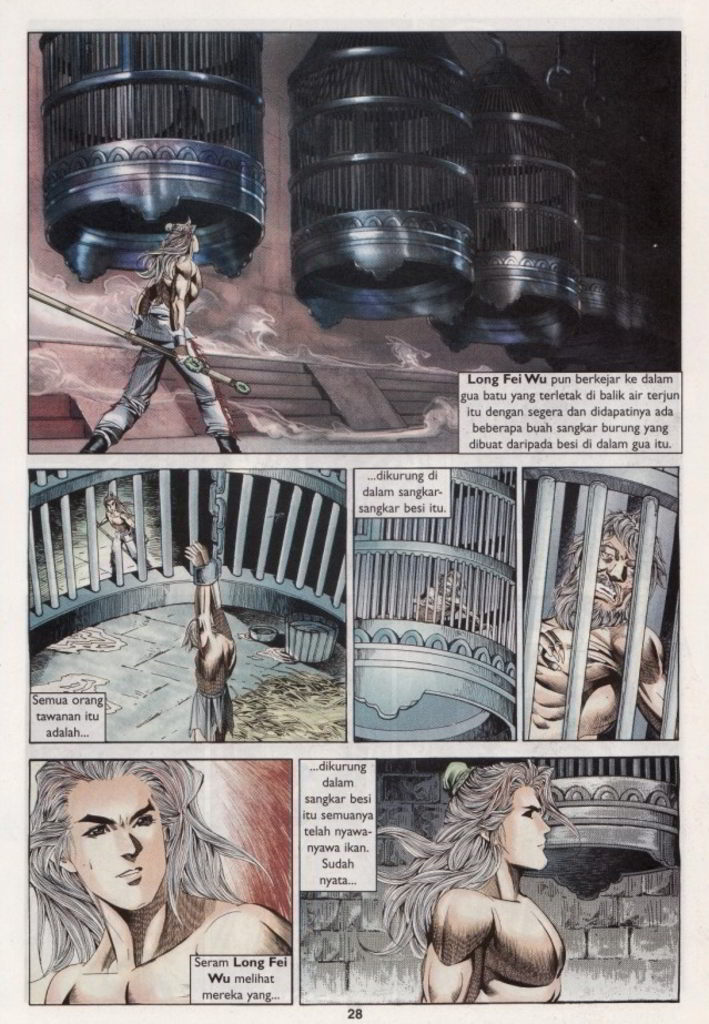 Long Fei Wu pun berkejar ke dalam
gua batu yang terletak di balik air terjun
itu dengan segera dan didapatinya ada
beberapa buah sangkar burung yang
dibuat daripada besi di dalam gua itu.
Semua orang
tawanan itu
adalah...
...dikurung di
dalam sangkar-
sangkar besi itu.
Seram Long Fei
Wu melihat
mereka yang...
...dikurung
dalam
sangkar besi
itu semuanya
telah nyawa-
nyawa ikan.
Sudah
nyata...
28